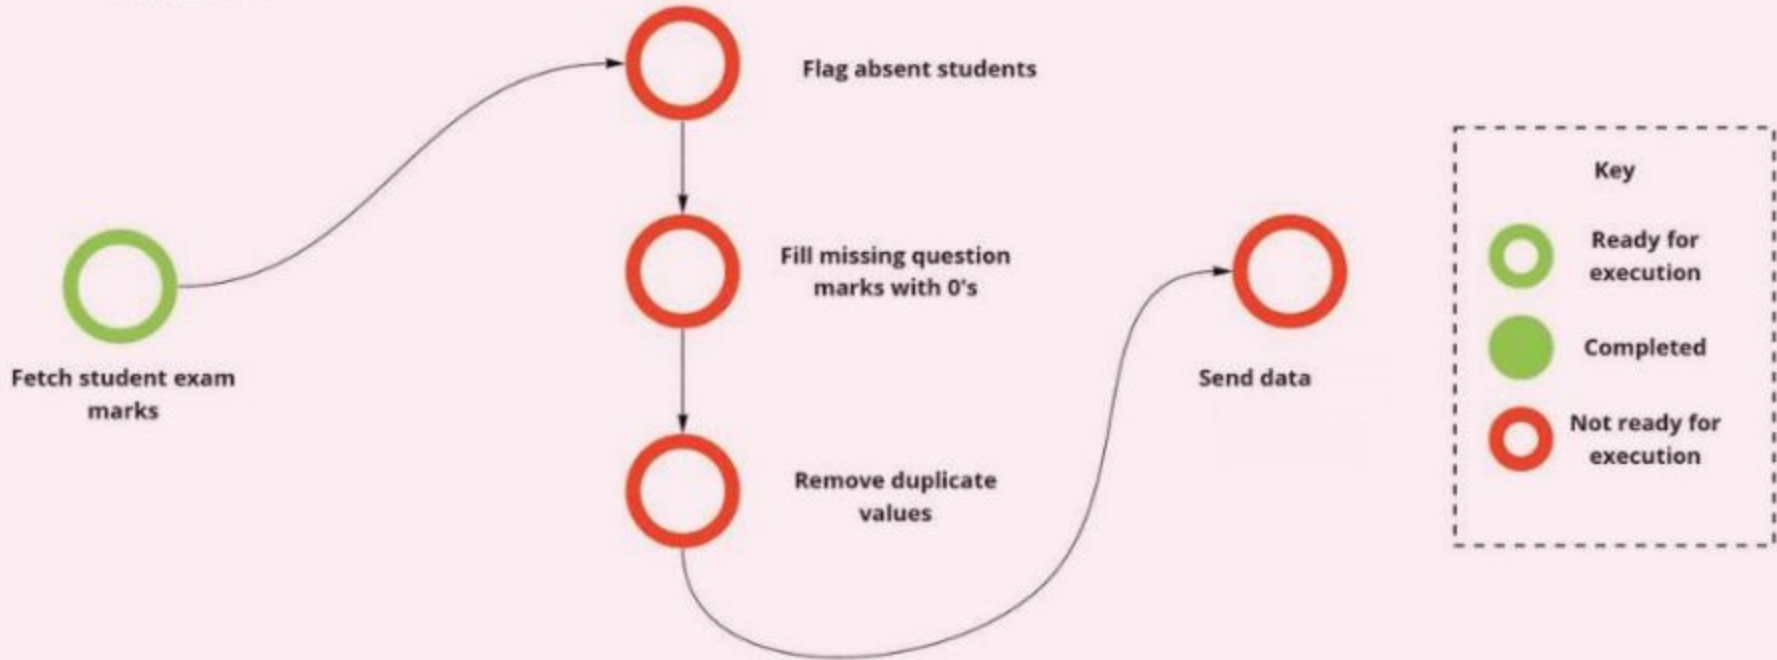 Flag absent students
Fill missing question
marks with 0's
Remove duplicate
values
Fetch student exam
marks
Send data
Key
Ready for
execution
Completed
Not ready for
execution